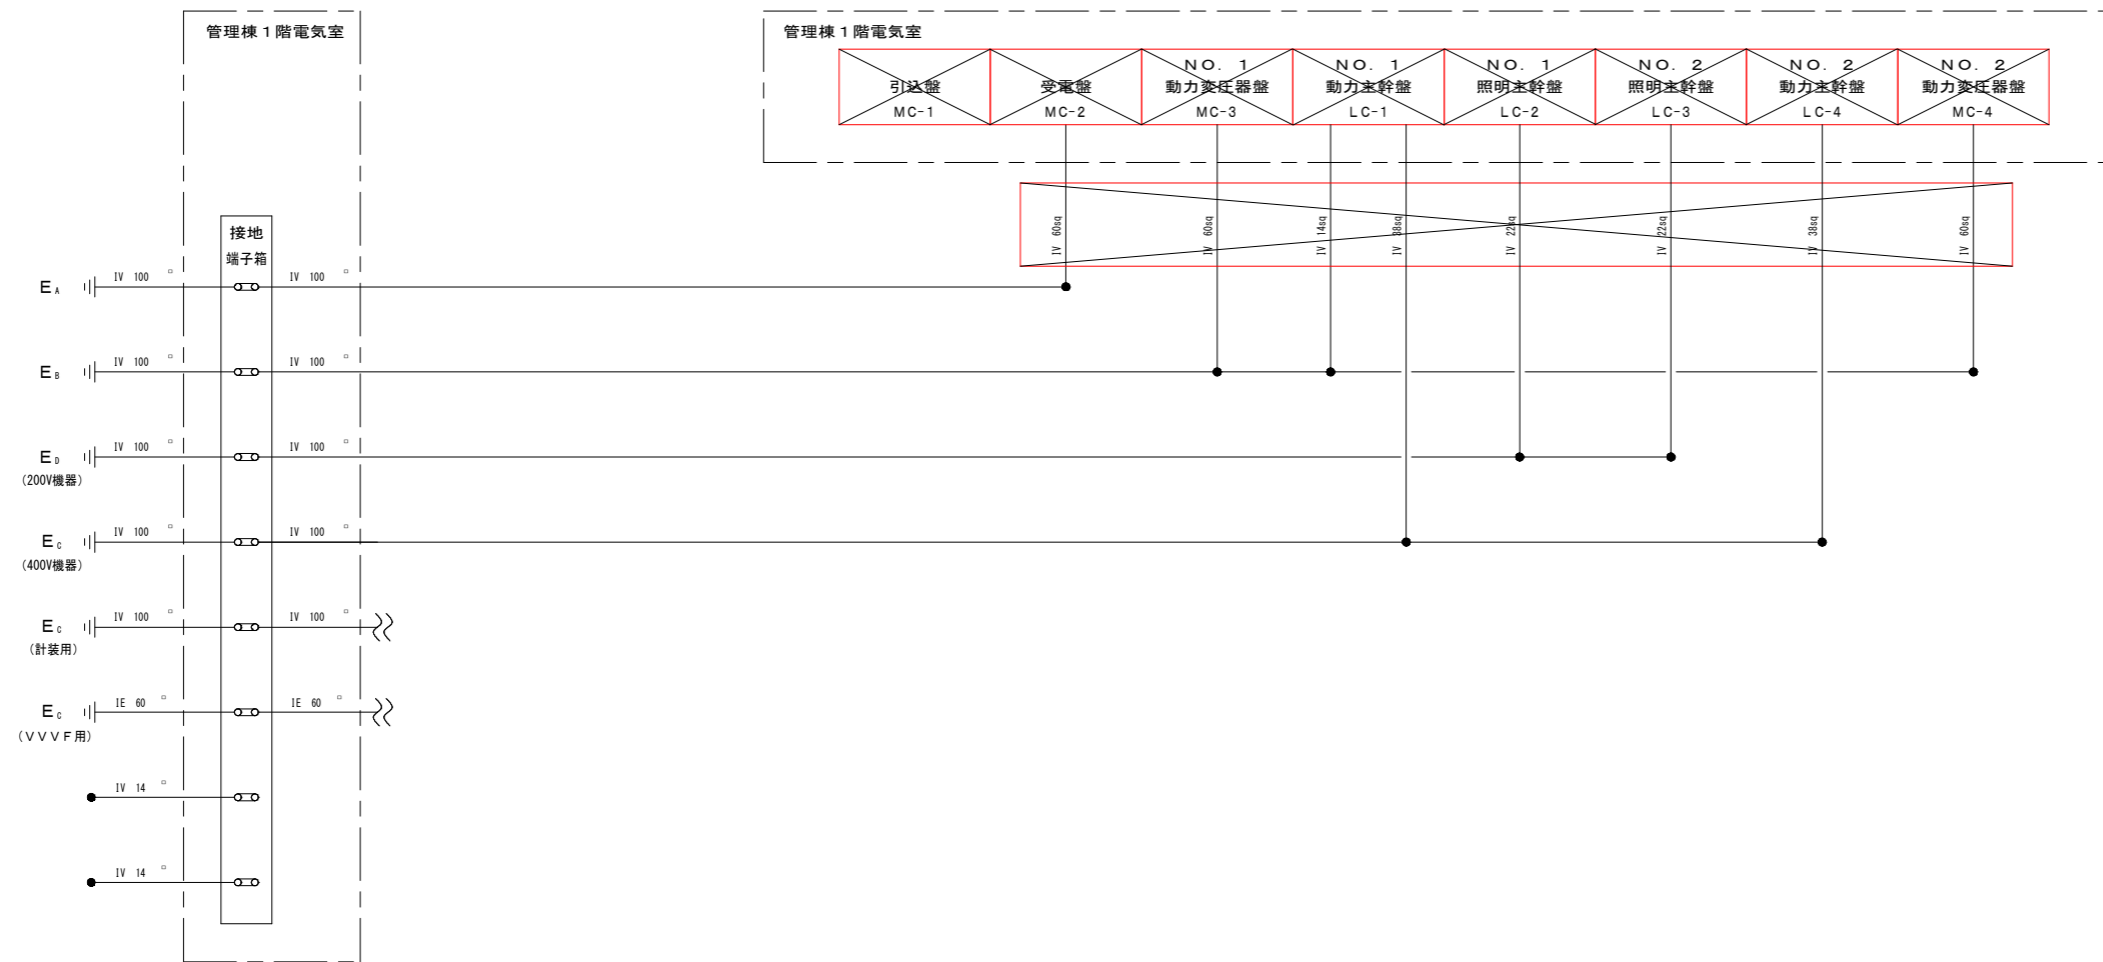 管理棟1階電気室
管理棟1階電気室
引込盤
MC-1
受電盤
MC-2
NO. 1
動力変圧器盤
MC-3
NO. 1
動力主幹盤
LC-1
NO. 1
照明主幹盤
LC-2
NO. 2
照明主幹盤
LC-3
NO. 2
動力主幹盤
LC-4
NO. 2
動力変圧器盤
MC-4
IV 60sq
IV 60sq
IV 14sq
IV 38sq
IV 22sq
IV 22sq
IV 38sq
IV 60sq
接地
端子箱
EA
IV 100 □
IV 100 □
EB
IV 100 □
IV 100 □
ED
(200V機器)
IV 100 □
IV 100 □
EC
(400V機器)
IV 100 □
IV 100 □
EC
(計装用)
IV 100 □
IV 100 □
EC
(VVVF用)
IE 60 □
IE 60 □
IV 14 □
IV 14 □